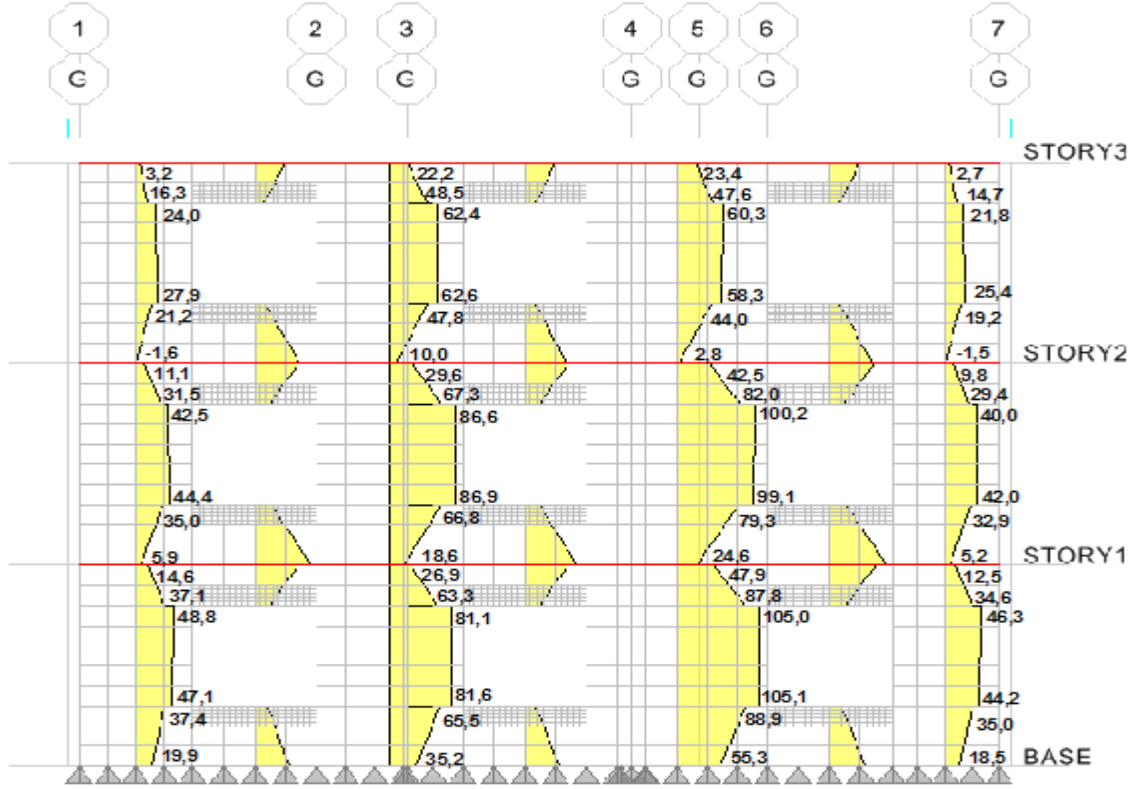 1 2 3 4 5 6 7
G G G G G G G
STORY3
3,2 22,2 23,4 2,7
16,3 48,5 47,6 14,7
24,0 62,4 60,3 21,8
27,9 62,6 58,3 25,4
21,2 47,8 44,0 19,2
-1,6 10,0 2,8 -1,5 STORY2
11,1 29,6 42,5 9,8
31,5 67,3 82,0 29,4
42,5 86,6 100,2 40,0
44,4 86,9 99,1 42,0
35,0 66,8 79,3 32,9
5,9 18,6 24,6 5,2 STORY1
14,6 26,9 47,9 12,5
37,1 63,3 87,8 34,6
48,8 81,1 105,0 46,3
47,1 81,6 105,1 44,2
37,4 65,5 88,9 35,0
19,9 35,2 55,3 18,5 BASE